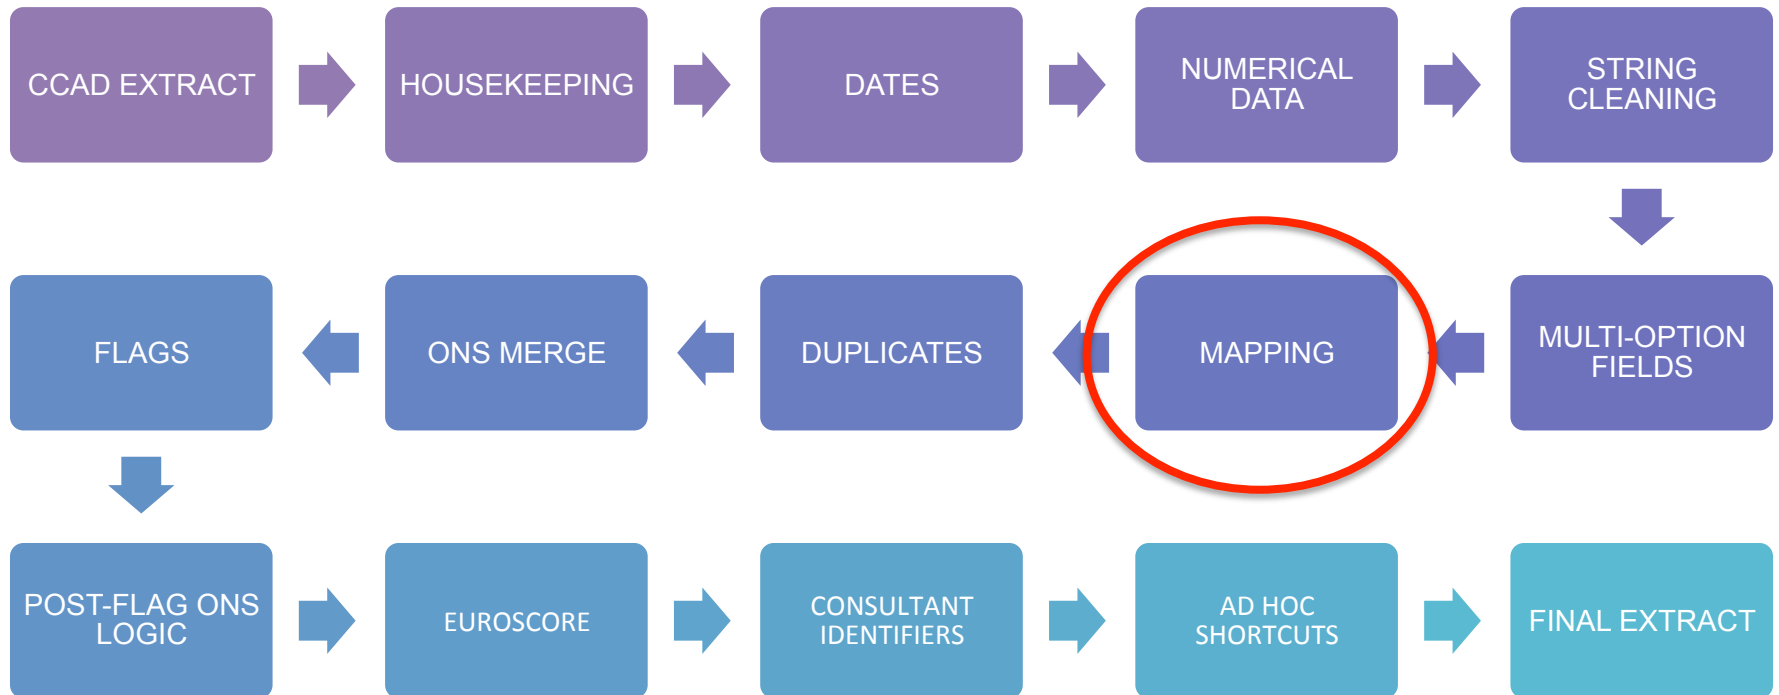 CCAD EXTRACT
HOUSEKEEPING
DATES
NUMERICAL
DATA
STRING
CLEANING
MULTI-OPTION
FIELDS
MAPPING
DUPLICATES
ONS MERGE
FLAGS
POST-FLAG ONS
LOGIC
EUROSCORE
CONSULTANT
IDENTIFIERS
AD HOC
SHORTCUTS
FINAL EXTRACT